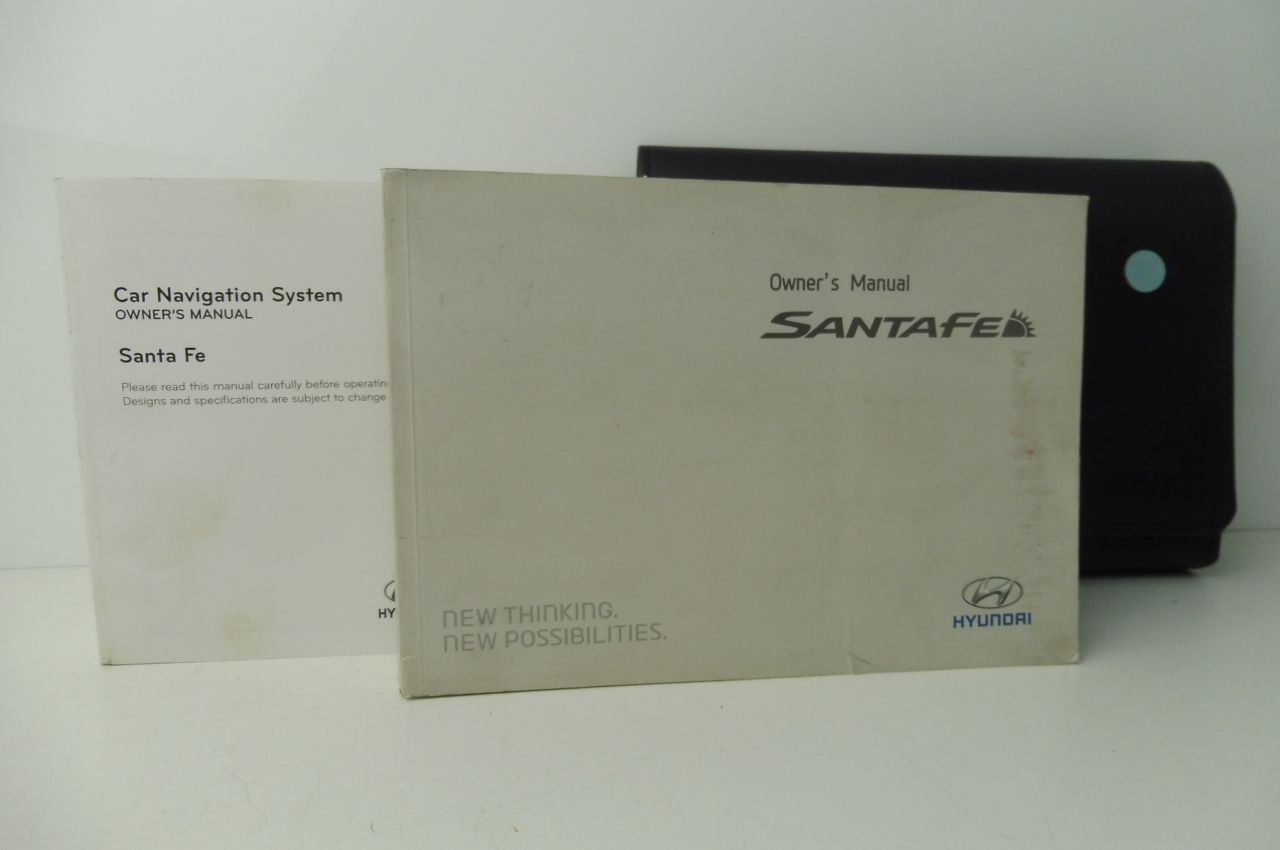 Car Navigation System
OWNER'S MANUAL
Santa Fe
Please read this manual carefully before
Designs and specifications are subject to change
HY
Owner's Manual
SANTAFE
NEW THINKING.
NEW POSSIBILITIES.
HYUNDAI